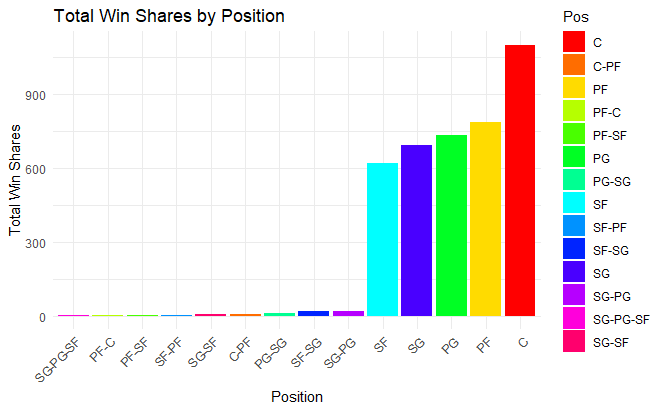 Total Win Shares by Position
Total Win Shares
900
600
300
0
SG-PG-SF
PF-C
PF-SF
SF-PF
SG-SF
C-PF
PG-SG
SF-SG
SG-PG
SF
SG
PG
PF
C
Position
Pos
C
C-PF
PF
PF-C
PF-SF
PG
PG-SG
SF
SF-PF
SF-SG
SG
SG-PG
SG-PG-SF
SG-SF